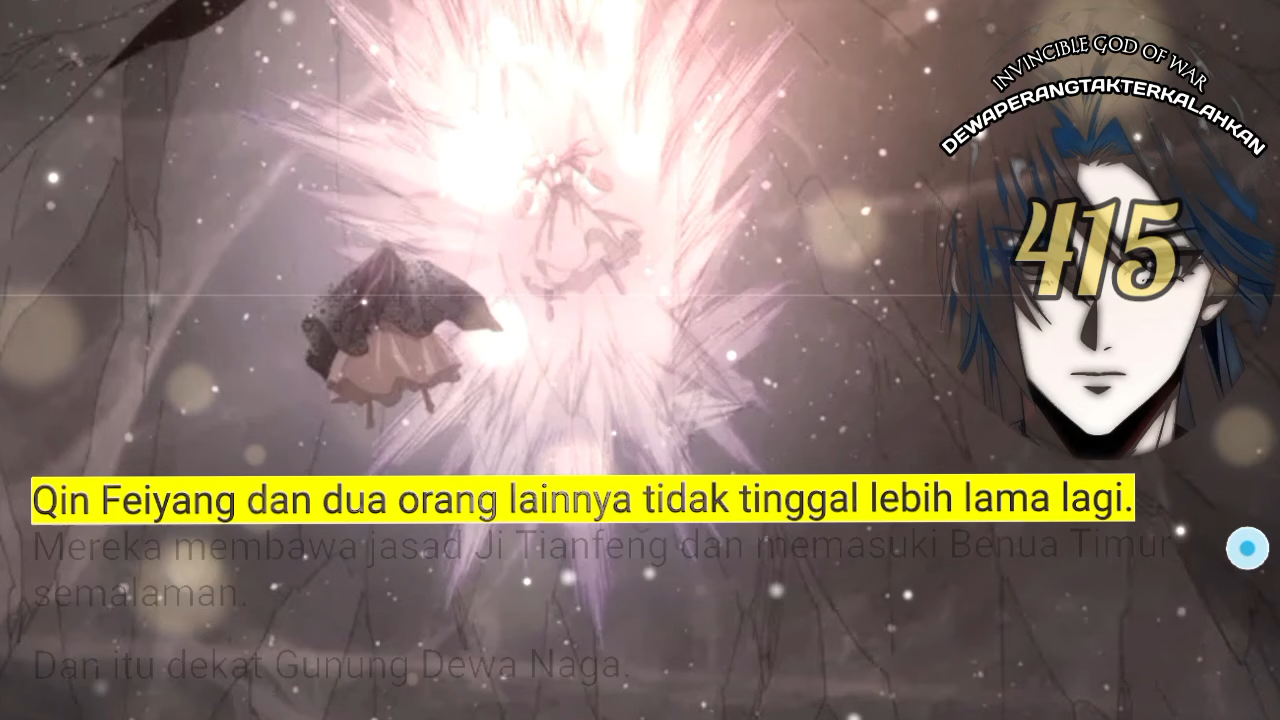 INVINCIBLE GOD OF WAR
DEWAPERANGTAKTERKALAHKAN
415
Qin Feiyang dan dua orang lainnya tidak tinggal lebih lama lagi.
Mereka membawa jasad Ji Tianfeng dan memasuki Benua Timur
semalaman.
Dan itu dekat Gunung Dewa Naga.